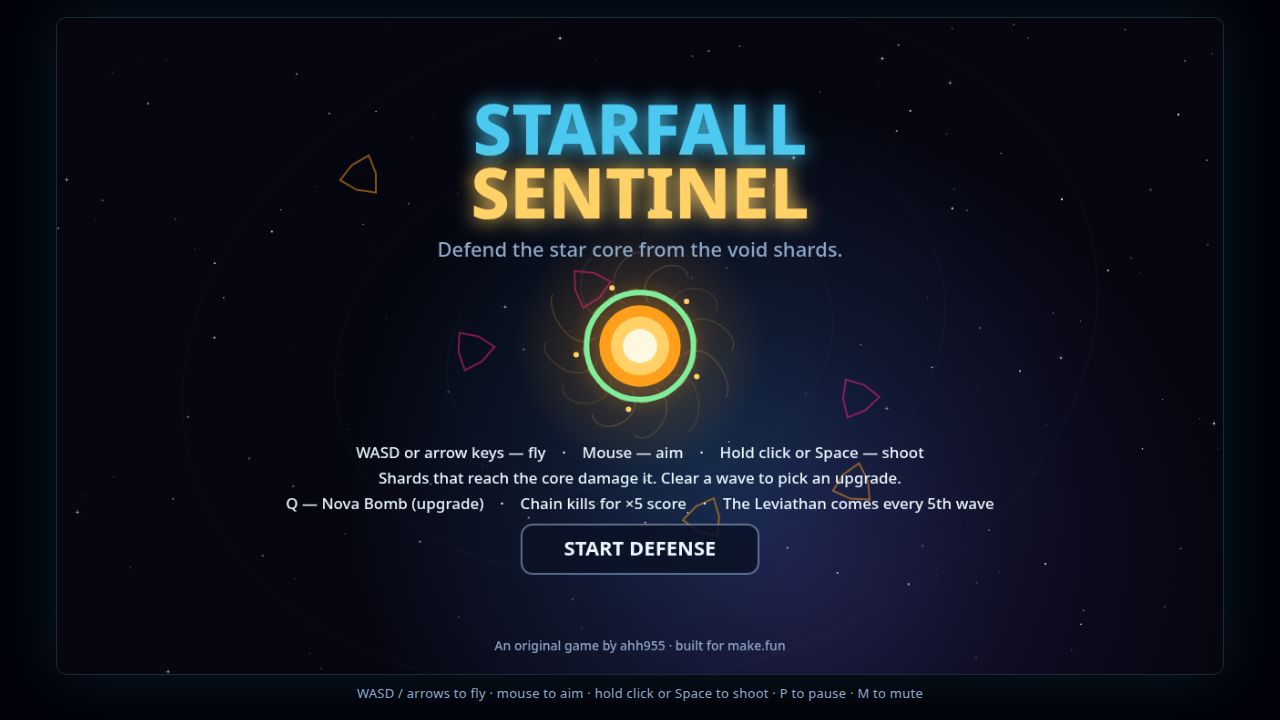 STARFALL
SENTINEL
Defend the star core from the void shards.
WASD or arrow keys — fly · Mouse — aim · Hold click or Space — shoot
Shards that reach the core damage it. Clear a wave to pick an upgrade.
Q — Nova Bomb (upgrade) · Chain kills for ×5 score · The Leviathan comes every 5th wave
START DEFENSE
An original game by ahh955 · built for make.fun
WASD / arrows to fly · mouse to aim · hold click or Space to shoot · P to pause · M to mute